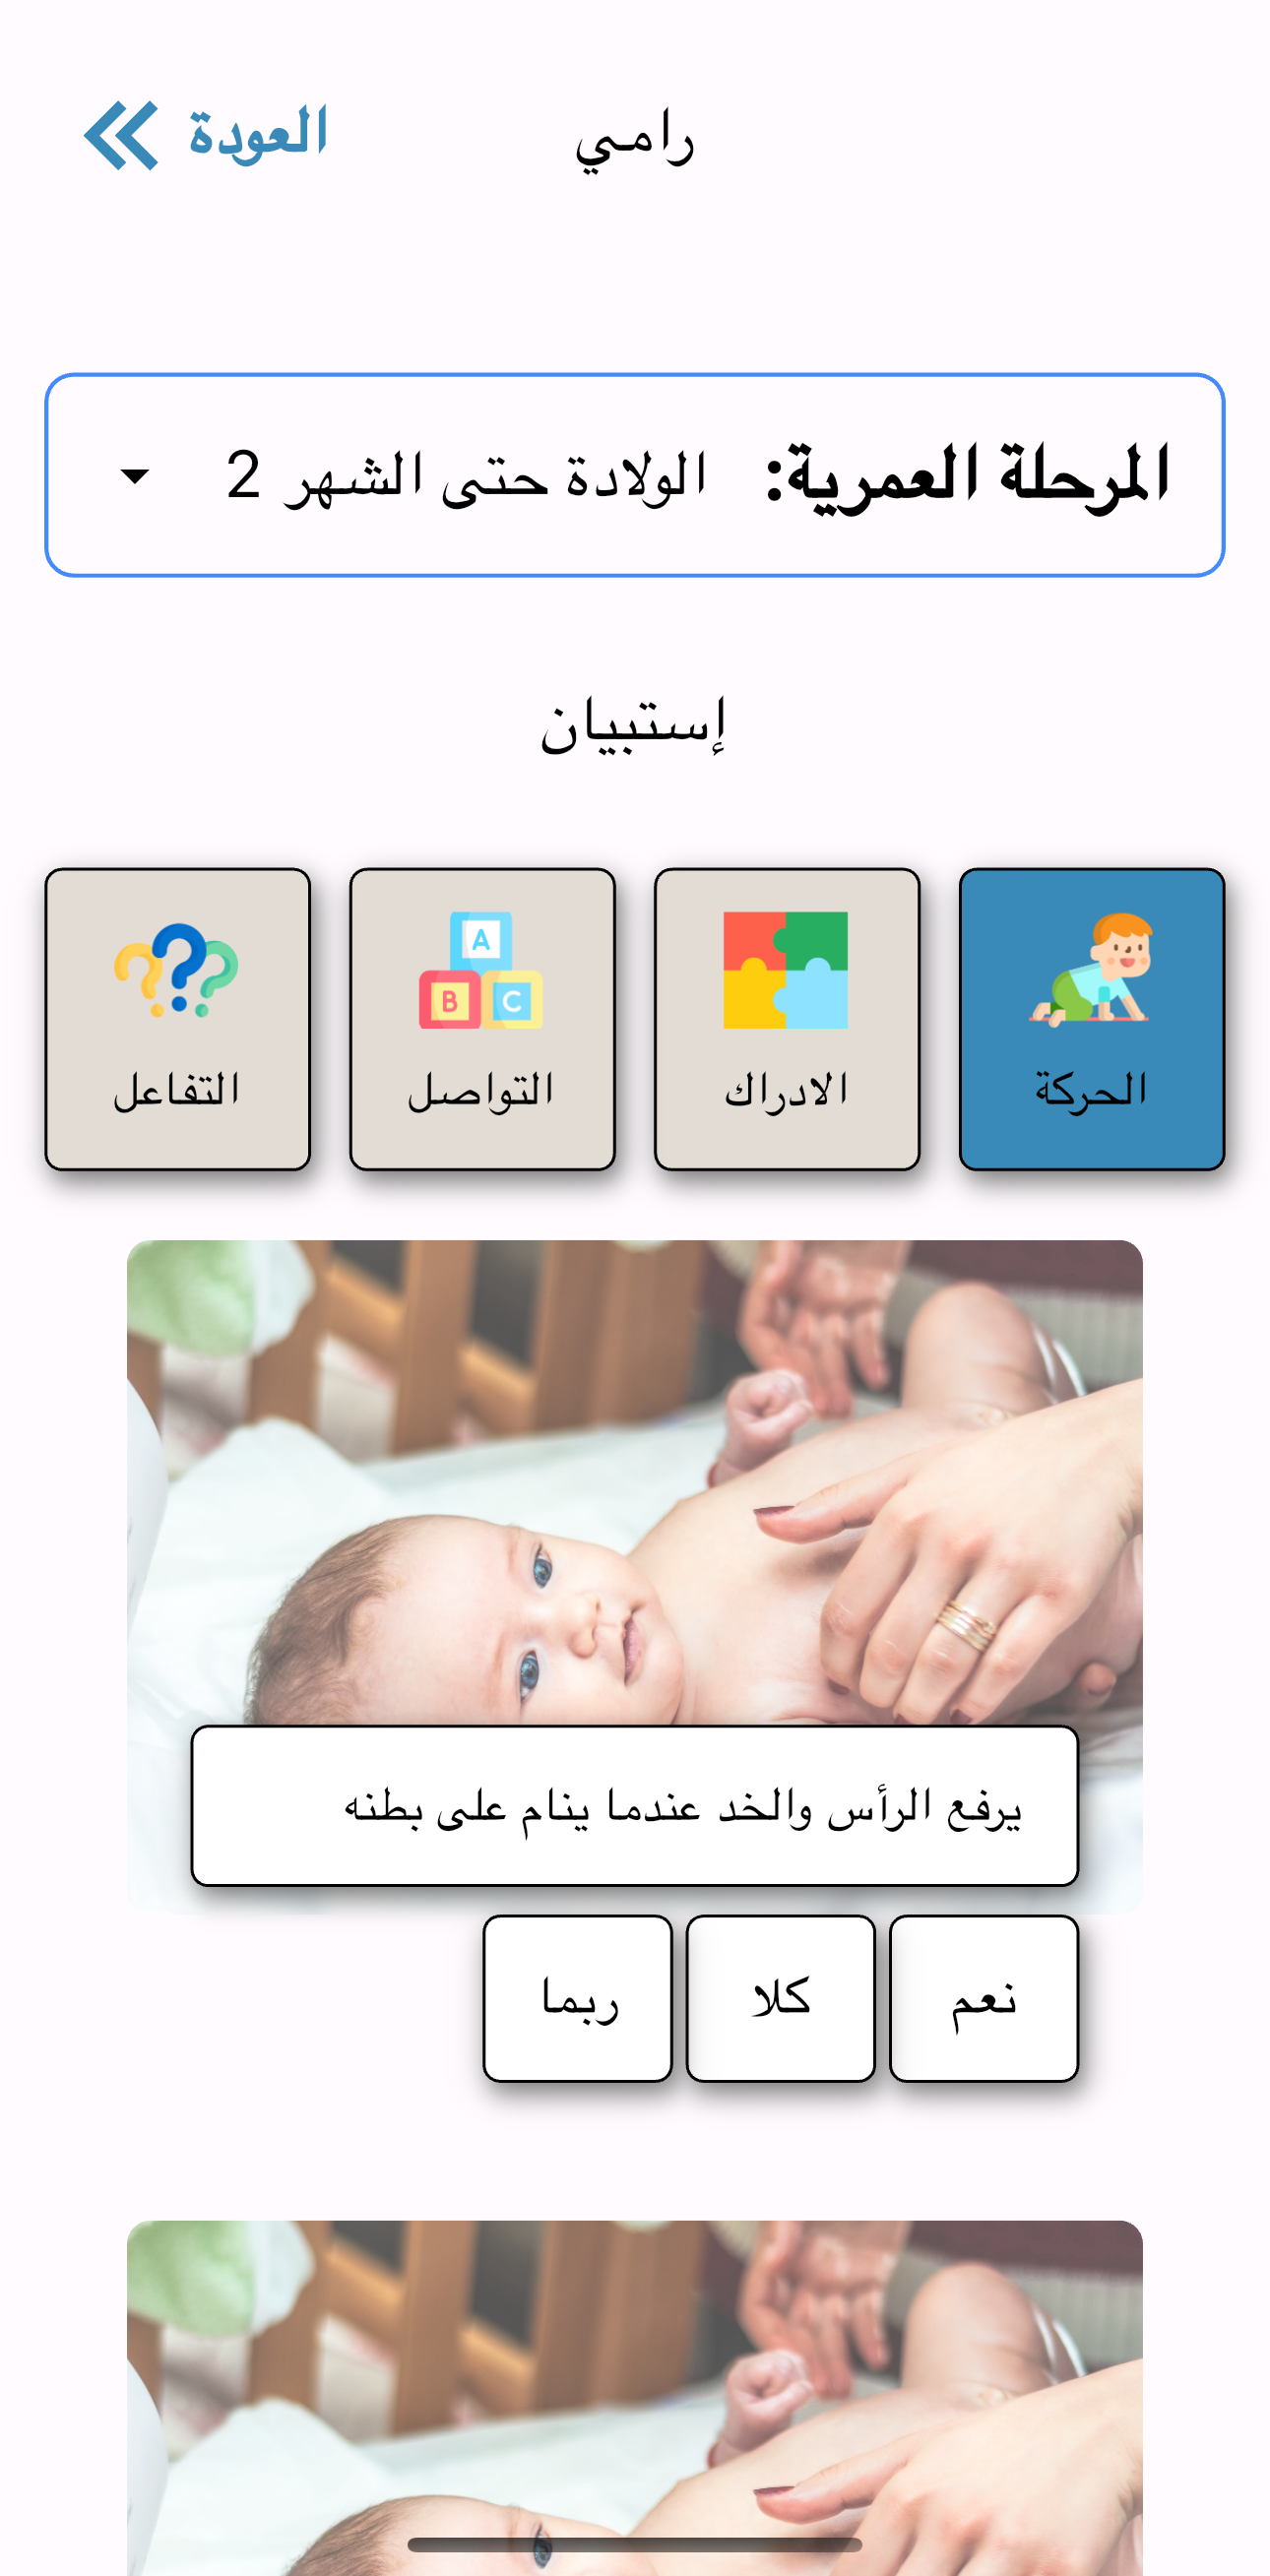 رامي
العودة
المرحلة العمرية: الولادة حتى الشهر 2
إستبيان
الحركة
الادراك
التواصل
A
B C
التفاعل
يرفع الرأس والخد عندما ينام على بطنه
نعم كلا ربما